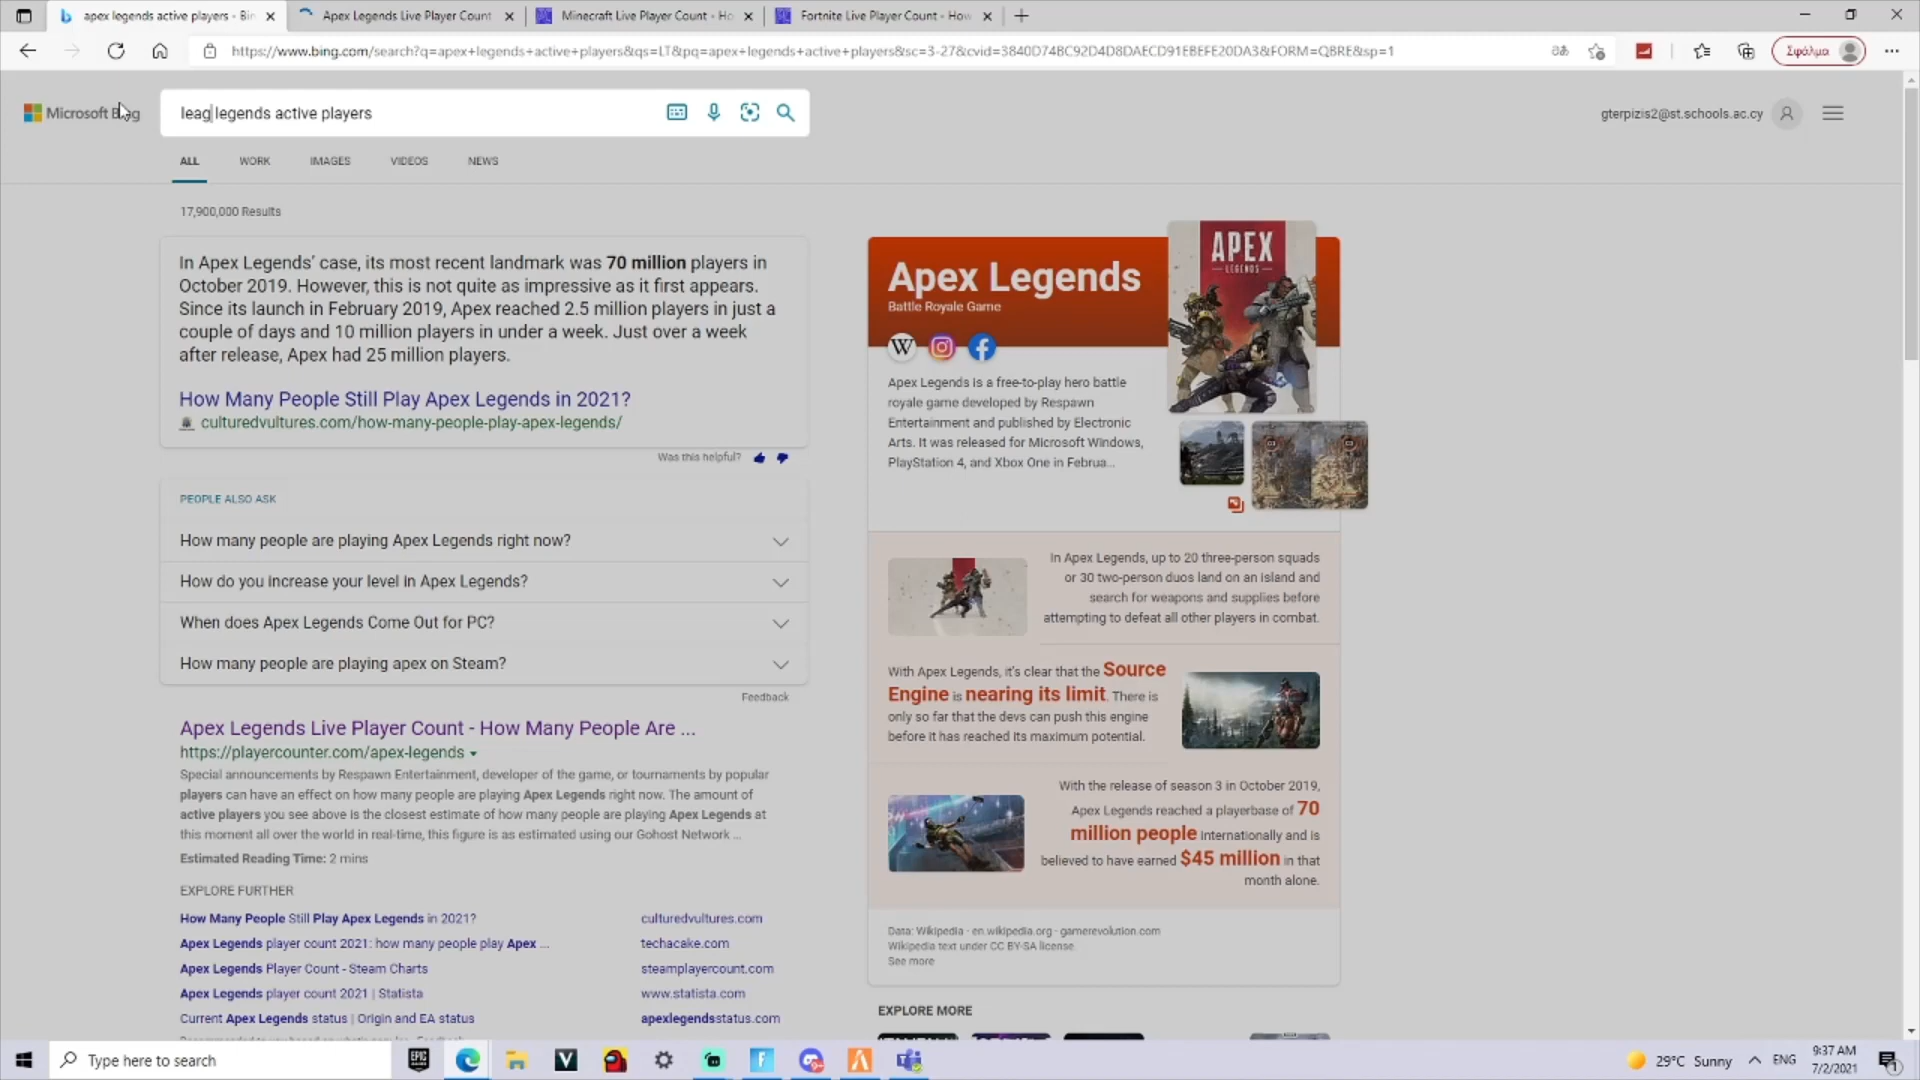 apex legends active players - Bin
Apex Legends Live Player Count
Minecraft Live Player Count - Ho
Fortnite Live Player Count - How
https://www.bing.com/search?q=apex+legends+active+players&qs=LT&pq=apex+legends+active+players&sc=3-27&cvid=3840D74BC92D4D8DAECD91EBEFE20DA3&FORM=QBRE&sp=1
Σφάλμα
Microsoft Bing
leag legends active players
gterpizis2@st.schools.ac.cy
ALL WORK IMAGES VIDEOS NEWS
17,900,000 Results
In Apex Legends' case, its most recent landmark was 70 million players in
October 2019. However, this is not quite as impressive as it first appears.
Since its launch in February 2019, Apex reached 2.5 million players in just a
couple of days and 10 million players in under a week. Just over a week
after release, Apex had 25 million players.
How Many People Still Play Apex Legends in 2021?
culturedvultures.com/how-many-people-play-apex-legends/
Was this helpful?
PEOPLE ALSO ASK
How many people are playing Apex Legends right now?
How do you increase your level in Apex Legends?
When does Apex Legends Come Out for PC?
How many people are playing apex on Steam?
Feedback
Apex Legends Live Player Count - How Many People Are ...
https://playercounter.com/apex-legends
Special announcements by Respawn Entertainment, developer of the game, or tournaments by popular
players can have an effect on how many people are playing Apex Legends right now. The amount of
active players you see above is the closest estimate of how many people are playing Apex Legends at
this moment all over the world in real-time, this figure is as estimated using our Gohost Network ...
Estimated Reading Time: 2 mins
EXPLORE FURTHER
How Many People Still Play Apex Legends in 2021? culturedvultures.com
Apex Legends player count 2021: how many people play Apex ... techacake.com
Apex Legends Player Count - Steam Charts steamplayercount.com
Apex Legends player count 2021 | Statista www.statista.com
Current Apex Legends status | Origin and EA status apexlegendsstatus.com
Apex Legends
Battle Royale Game
APEX
LEGENDS
W
Apex Legends is a free-to-play hero battle
royale game developed by Respawn
Entertainment and published by Electronic
Arts. It was released for Microsoft Windows,
PlayStation 4, and Xbox One in Februa...
In Apex Legends, up to 20 three-person squads
or 30 two-person duos land on an island and
search for weapons and supplies before
attempting to defeat all other players in combat.
With Apex Legends, it's clear that the Source
Engine is nearing its limit. There is
only so far that the devs can push this engine
before it has reached its maximum potential.
With the release of season 3 in October 2019,
Apex Legends reached a playerbase of 70
million people internationally and is
believed to have earned $45 million in that
month alone.
Data: Wikipedia · en.wikipedia.org · gamerevolution.com
Wikipedia text under CC BY-SA license
See more
EXPLORE MORE
Type here to search
EPIC
29°C Sunny
ENG
9:37 AM
7/2/2021